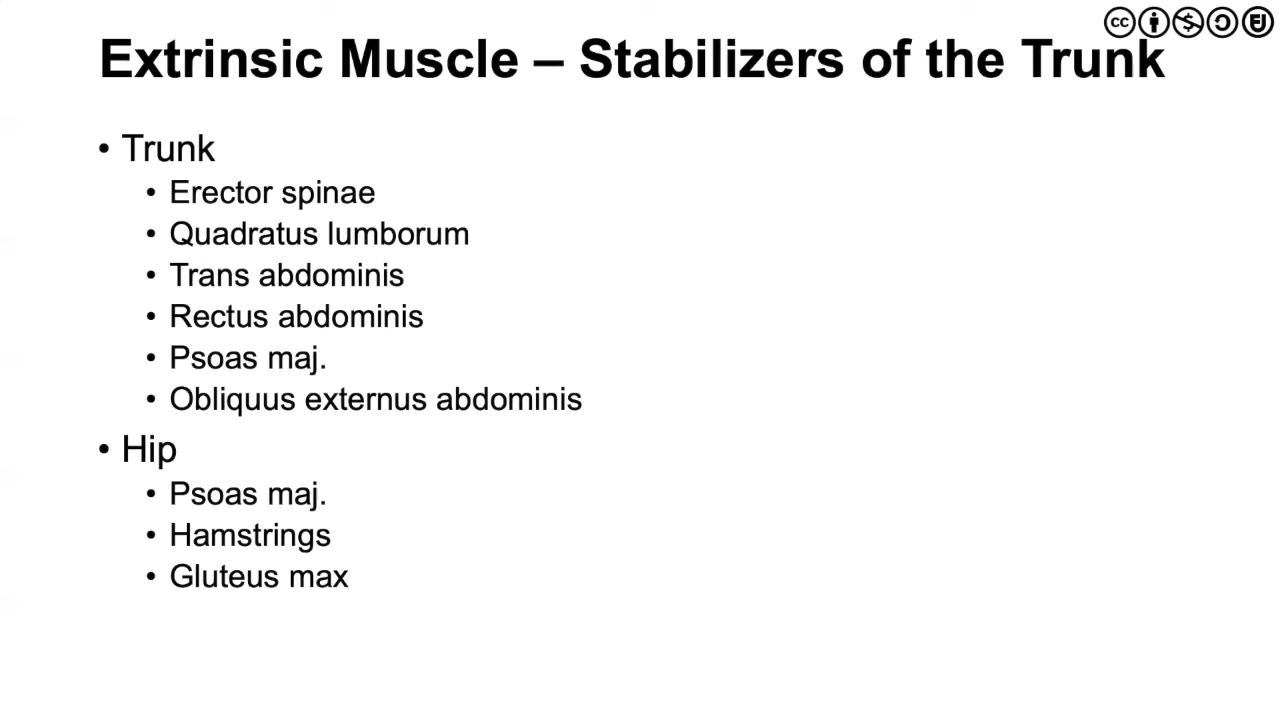 Extrinsic Muscle – Stabilizers of the Trunk
• Trunk
• Erector spinae
• Quadratus lumborum
• Trans abdominis
• Rectus abdominis
• Psoas maj.
• Obliquus externus abdominis
• Hip
• Psoas maj.
• Hamstrings
• Gluteus max